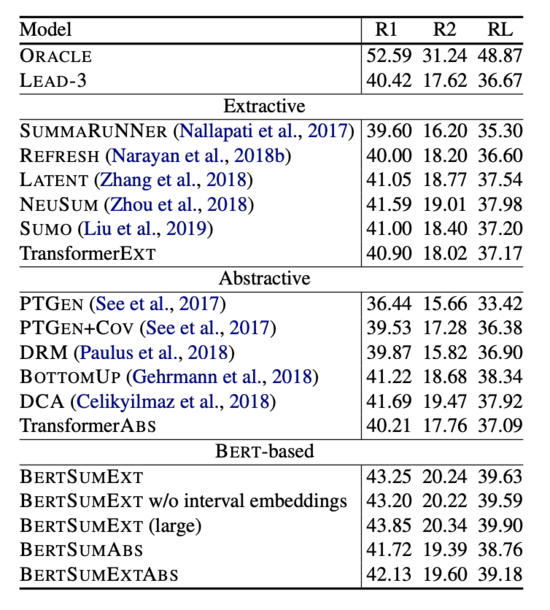 Model R1 R2 RL
ORACLE 52.59 31.24 48.87
LEAD-3 40.42 17.62 36.67
Extractive
SUMMARUNNER (Nallapati et al., 2017) 39.60 16.20 35.30
REFRESH (Narayan et al., 2018b) 40.00 18.20 36.60
LATENT (Zhang et al., 2018) 41.05 18.77 37.54
NEUSUM (Zhou et al., 2018) 41.59 19.01 37.98
SUMO (Liu et al., 2019) 41.00 18.40 37.20
TransformerEXT 40.90 18.02 37.17
Abstractive
PTGEN (See et al., 2017) 36.44 15.66 33.42
PTGEN+COV (See et al., 2017) 39.53 17.28 36.38
DRM (Paulus et al., 2018) 39.87 15.82 36.90
BOTTOMUP (Gehrmann et al., 2018) 41.22 18.68 38.34
DCA (Celikyilmaz et al., 2018) 41.69 19.47 37.92
TransformerABS 40.21 17.76 37.09
BERT-based
BERTSUMEXT 43.25 20.24 39.63
BERTSUMEXT w/o interval embeddings 43.20 20.22 39.59
BERTSUMEXT (large) 43.85 20.34 39.90
BERTSUMABS 41.72 19.39 38.76
BERTSUMEXTABS 42.13 19.60 39.18